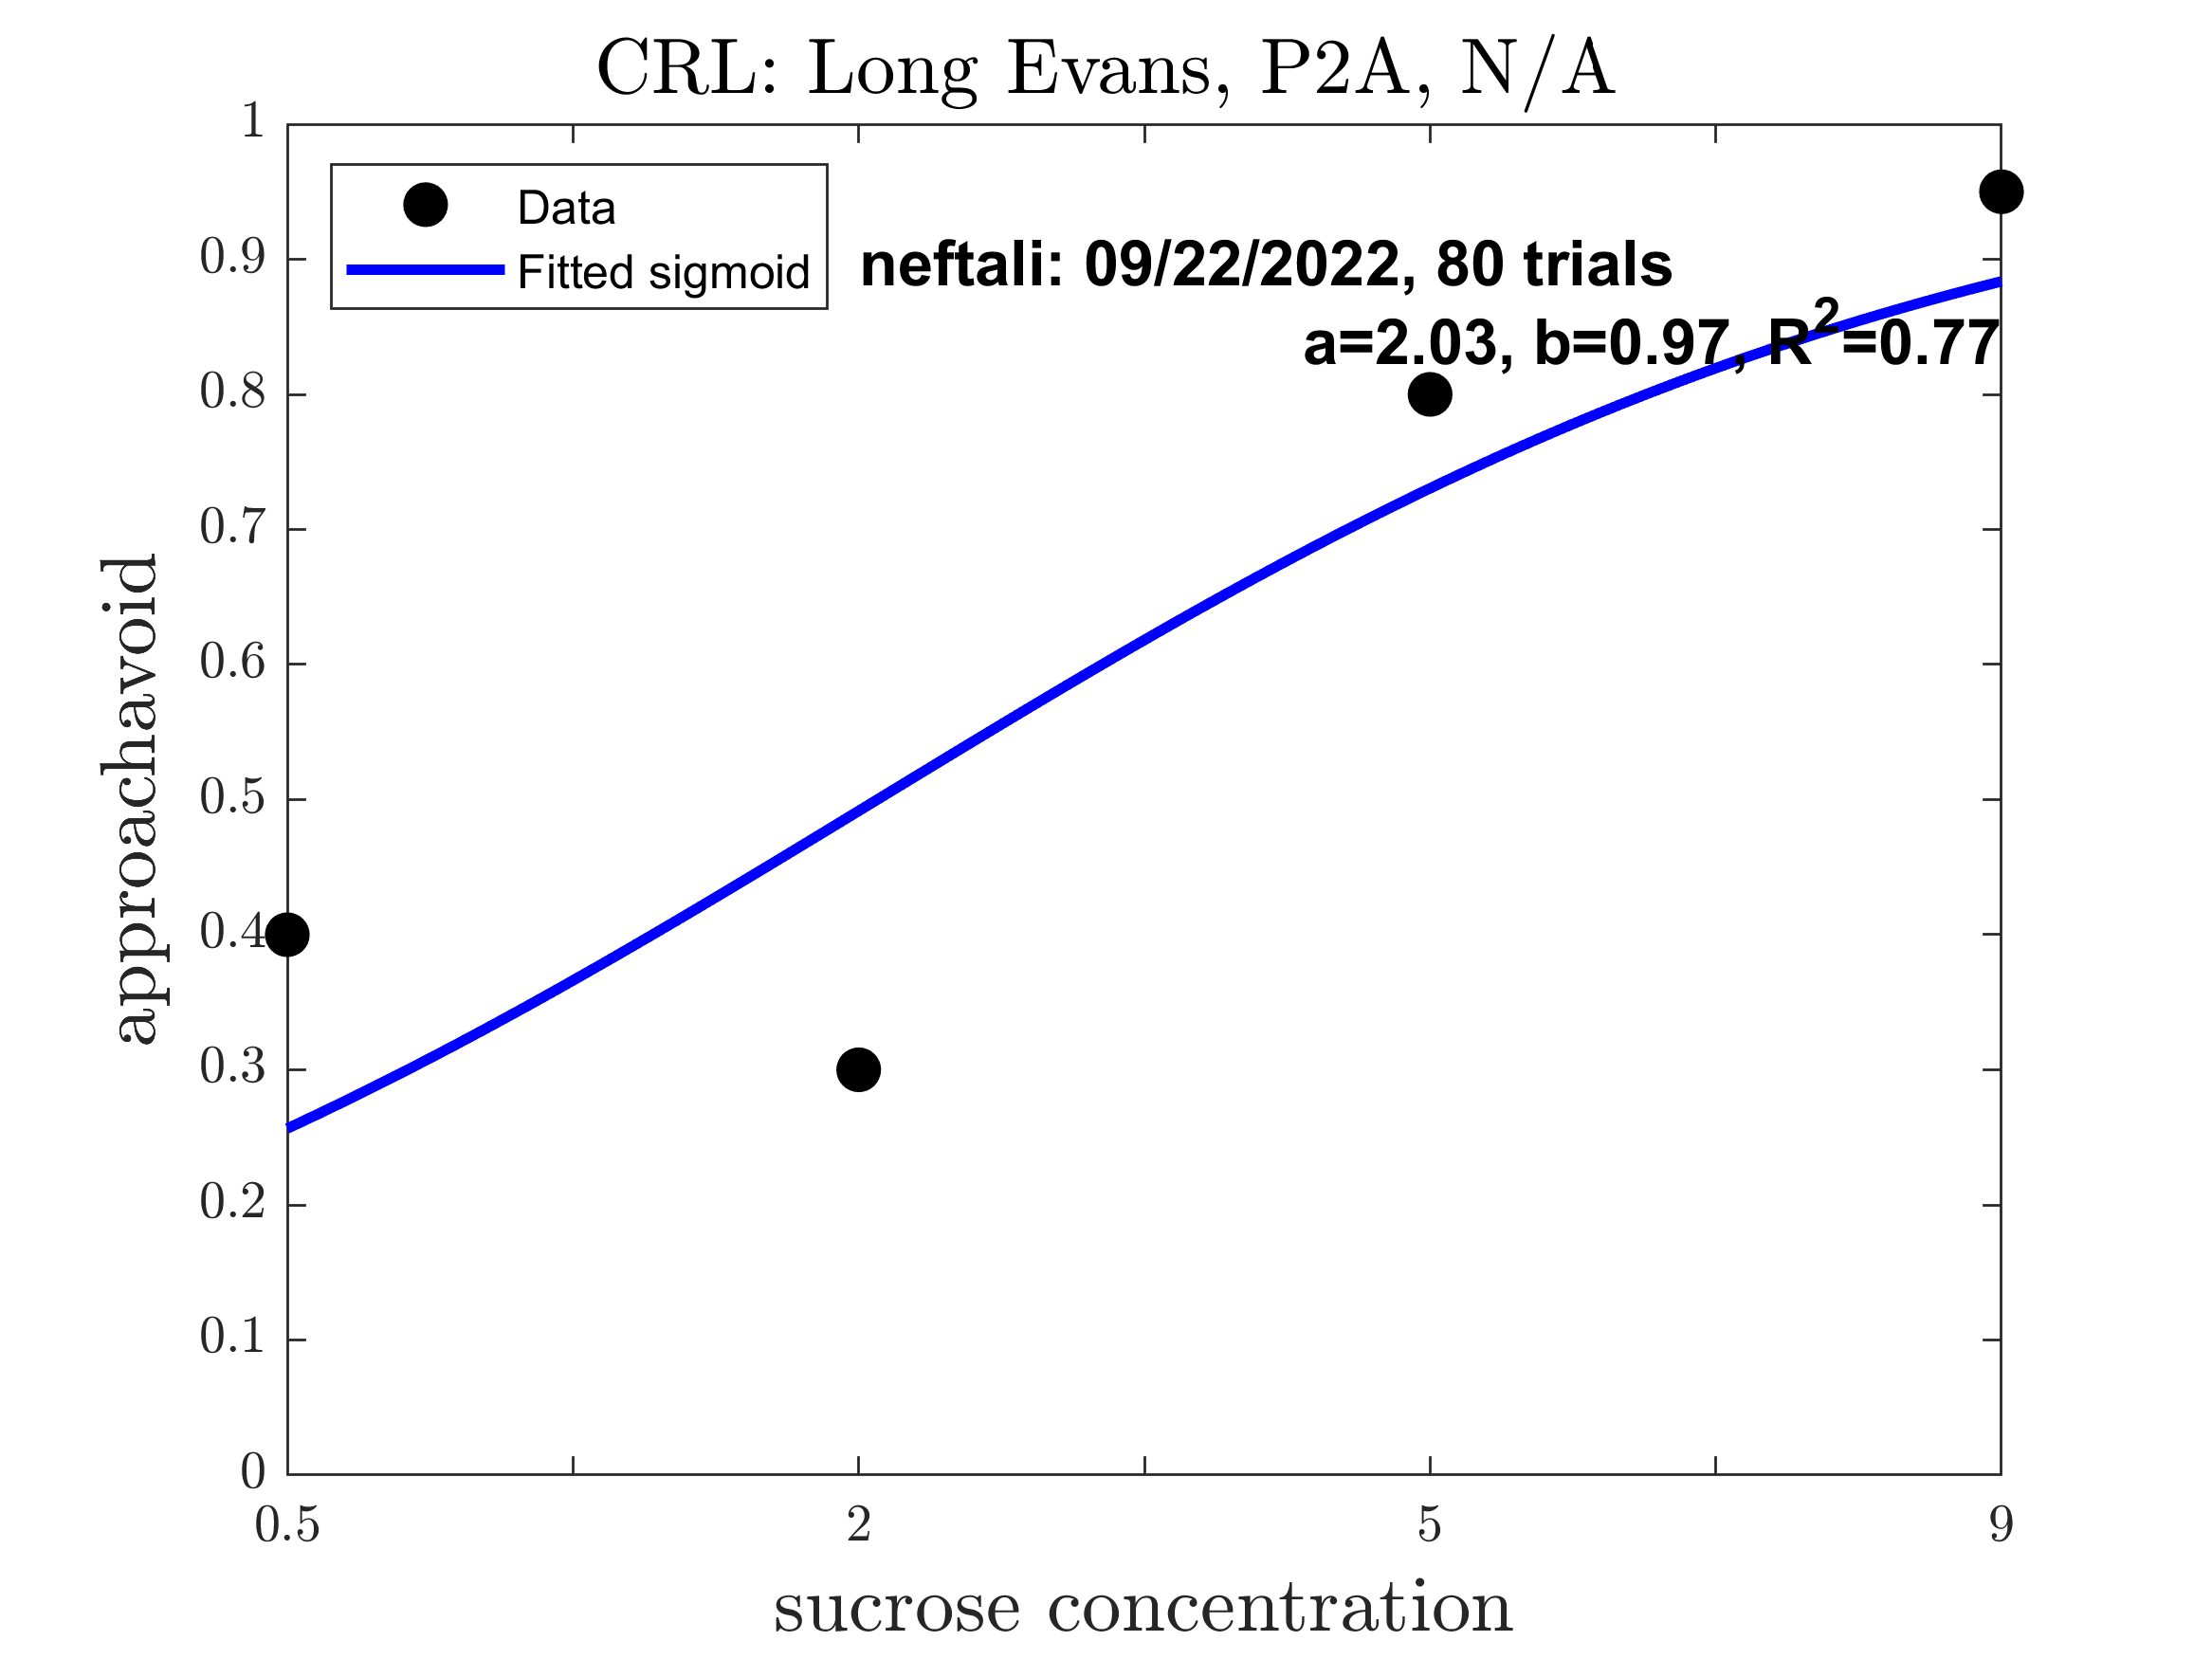 CRL: Long Evans, P2A, N/A
1
0.9
0.8
0.7
0.6
0.5
0.4
0.3
0.2
0.1
0
approachavoid
Data
Fitted sigmoid
neftali: 09/22/2022, 80 trials
a=2.03, b=0.97, R²=0.77
0.5 2 5 9
sucrose concentration